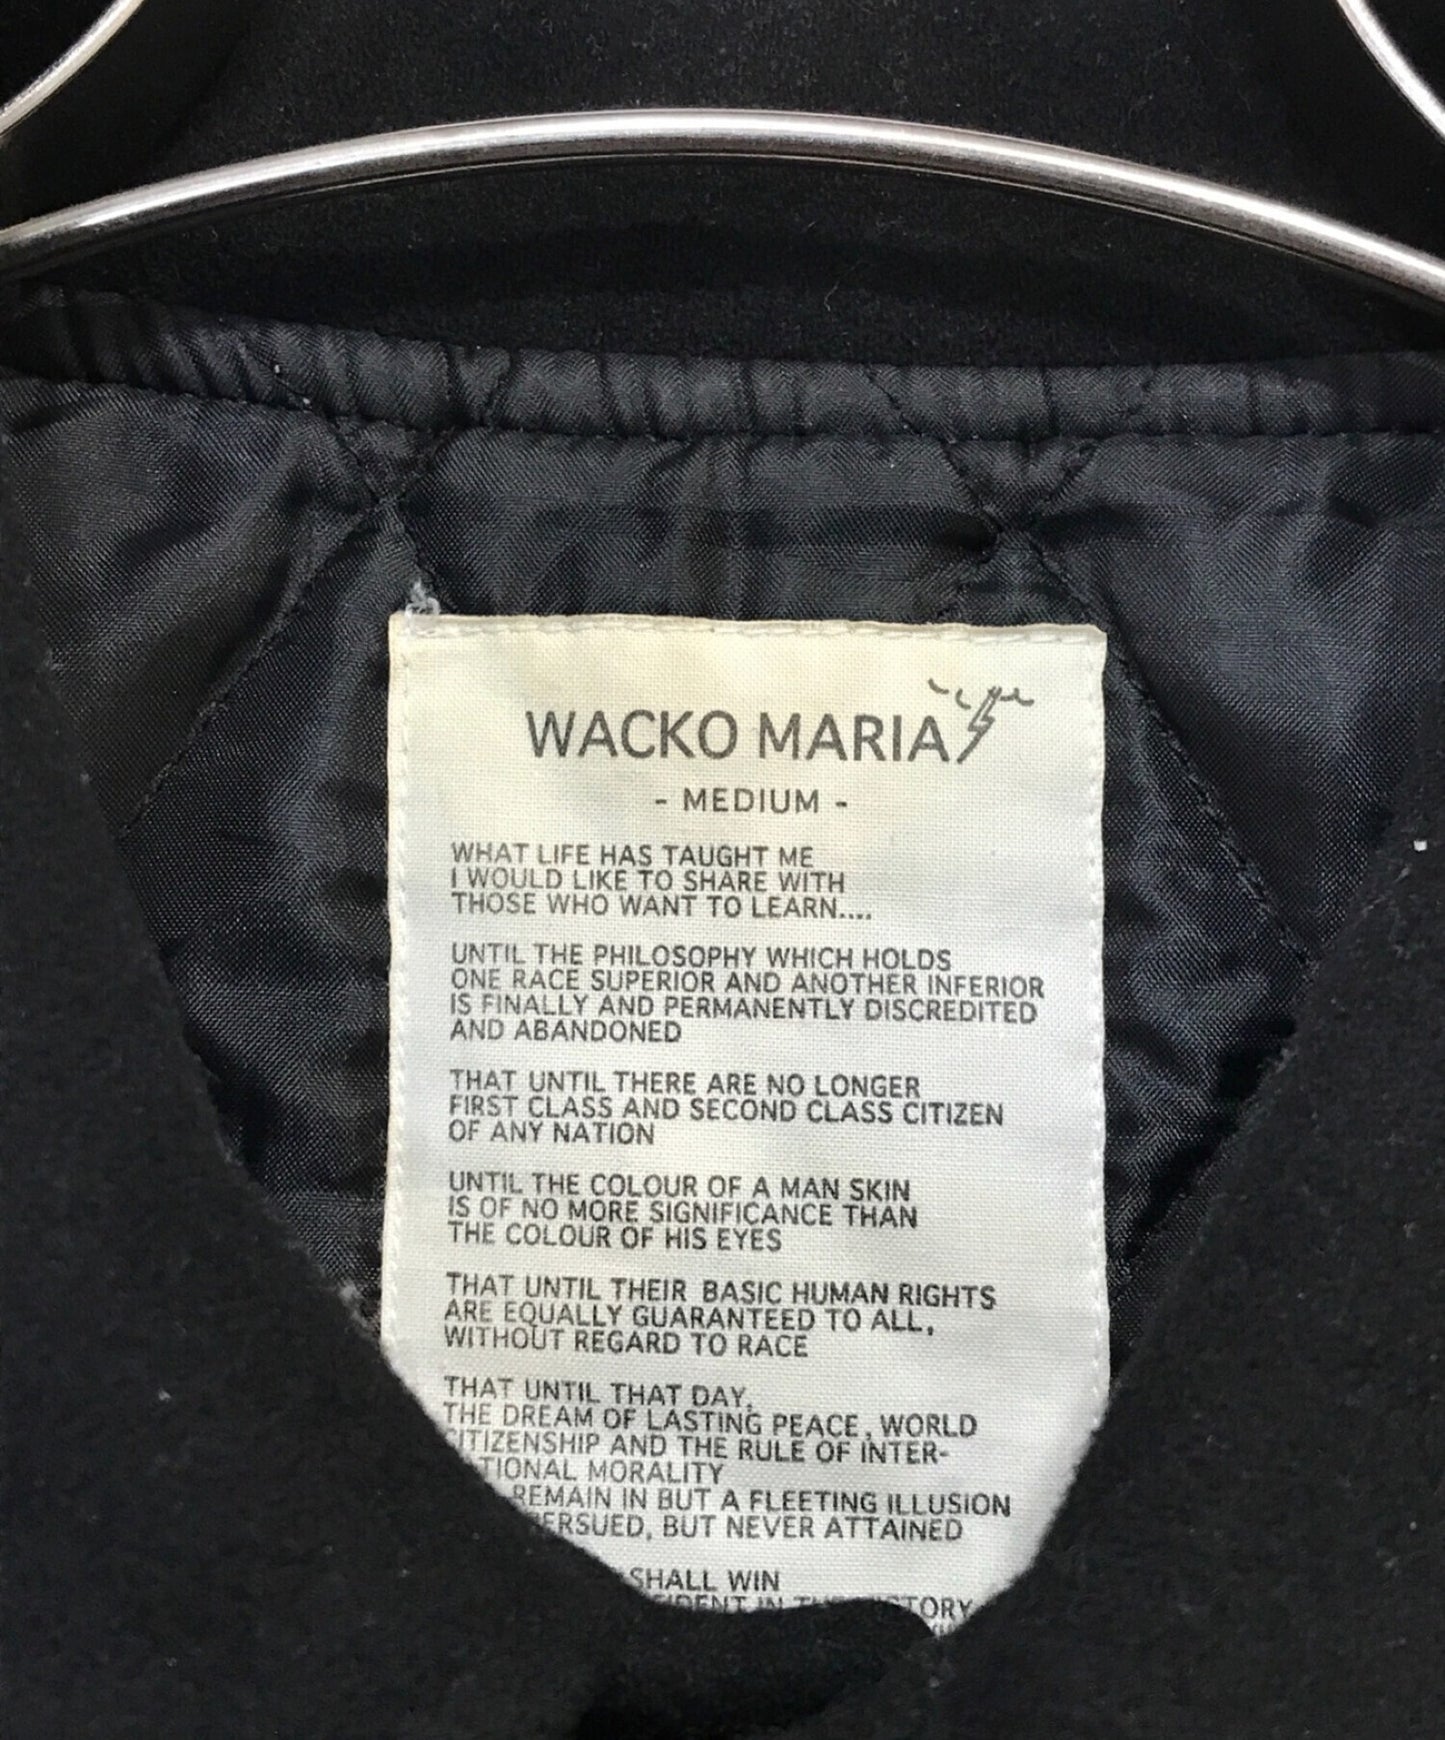 WACKO MARIA
- MEDIUM -
WHAT LIFE HAS TAUGHT ME
I WOULD LIKE TO SHARE WITH
THOSE WHO WANT TO LEARN....
UNTIL THE PHILOSOPHY WHICH HOLDS
ONE RACE SUPERIOR AND ANOTHER INFERIOR
IS FINALLY AND PERMANENTLY DISCREDITED
AND ABANDONED
THAT UNTIL THERE ARE NO LONGER
FIRST CLASS AND SECOND CLASS CITIZEN
OF ANY NATION
UNTIL THE COLOUR OF A MAN SKIN
IS OF NO MORE SIGNIFICANCE THAN
THE COLOUR OF HIS EYES
THAT UNTIL THEIR BASIC HUMAN RIGHTS
ARE EQUALLY GUARANTEED TO ALL,
WITHOUT REGARD TO RACE
THAT UNTIL THAT DAY,
THE DREAM OF LASTING PEACE, WORLD
CITIZENSHIP AND THE RULE OF INTER-
TIONAL MORALITY
REMAIN IN BUT A FLEETING ILLUSION
ERSUED, BUT NEVER ATTAINED
SHALL WIN
IN